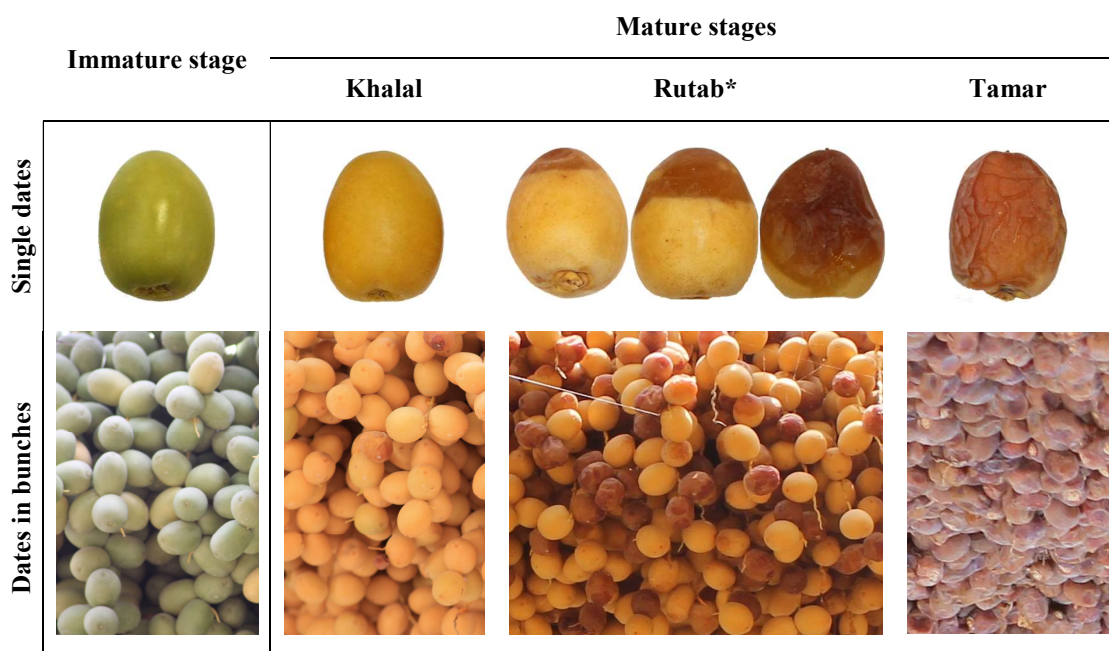 Mature stages
Immature stage
Khalal
Rutab*
Tamar
Single dates
Dates in bunches